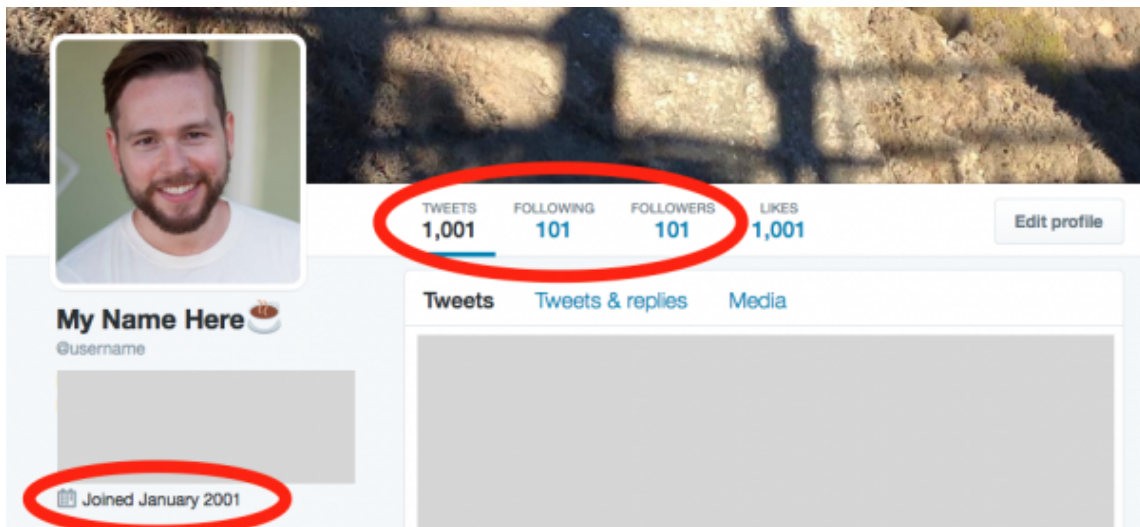 TWEETS FOLLOWING FOLLOWERS LIKES
1,001 101 101 1,001
Edit profile
Tweets Tweets & replies Media
My Name Here☕
@username
Joined January 2001